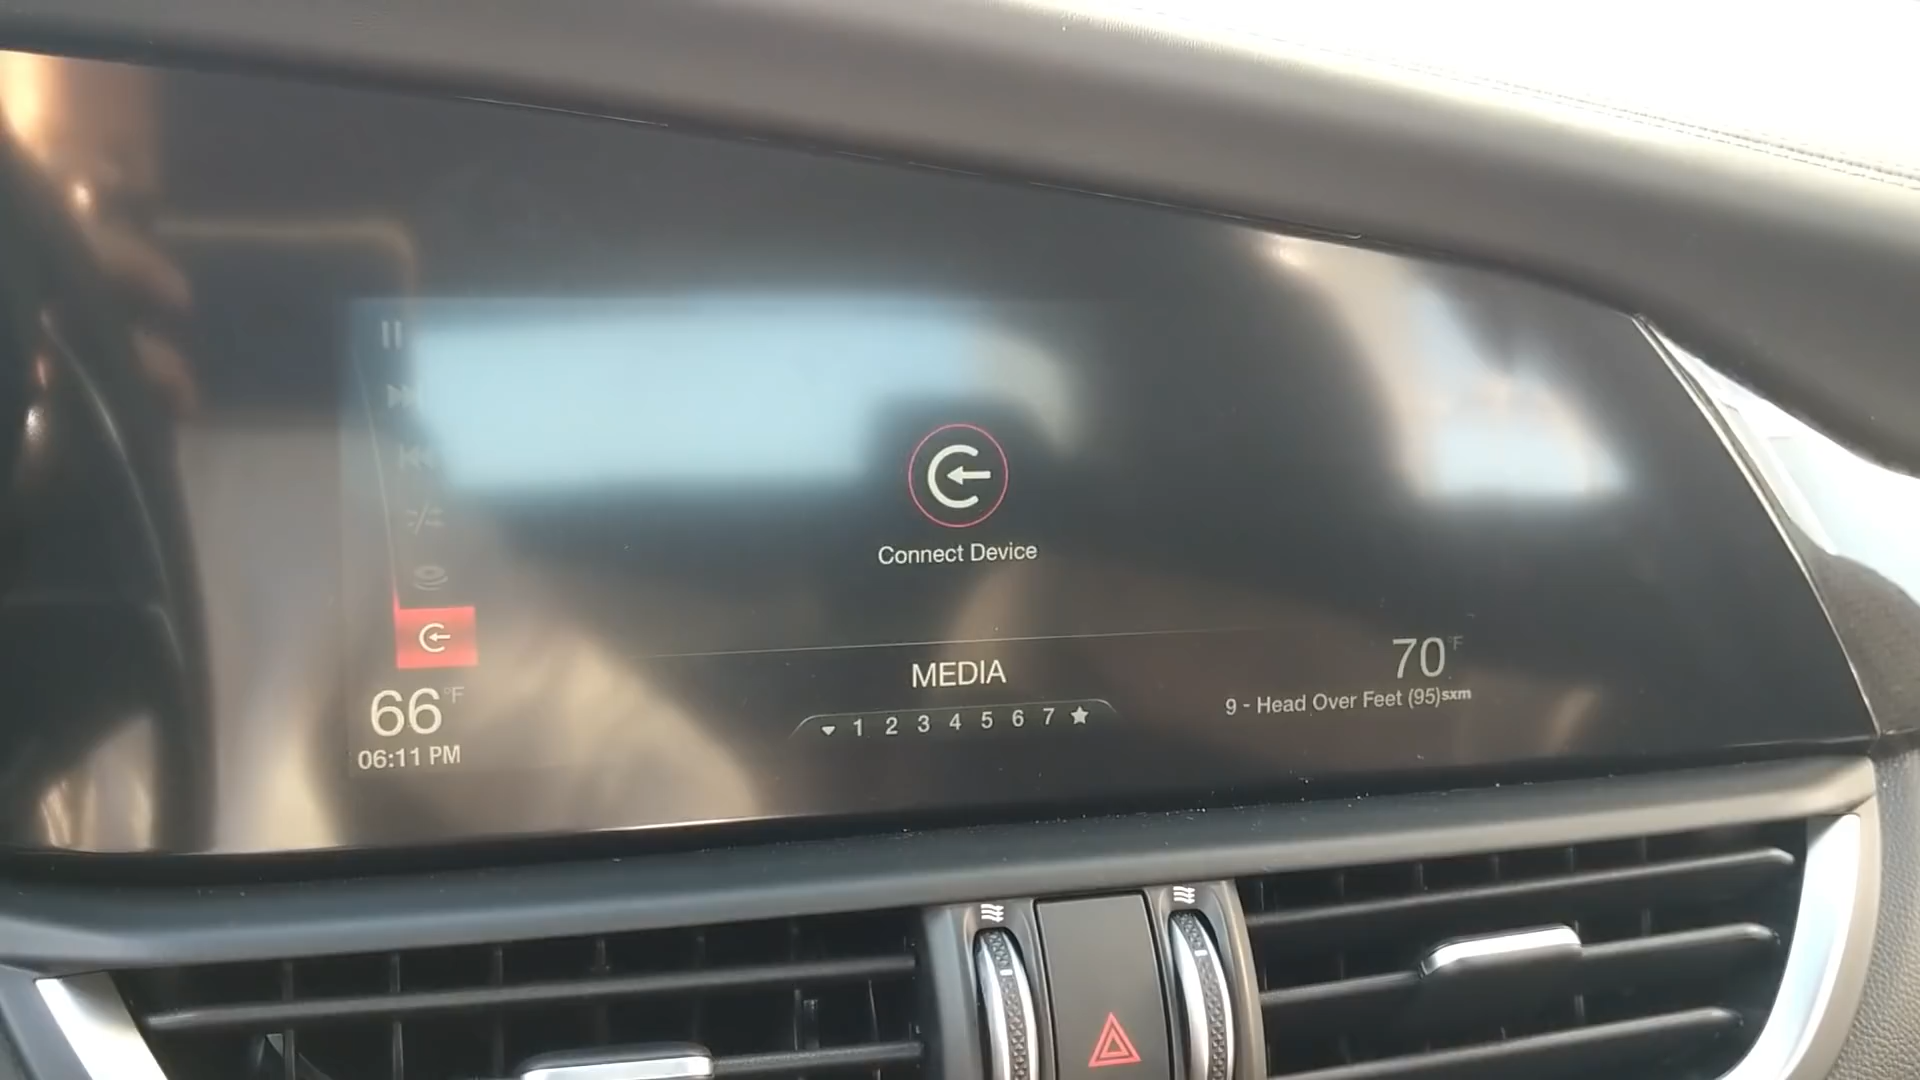 Connect Device
MEDIA
1 2 3 4 5 6 7
66°F
06:11 PM
70°F
9 - Head Over Feet (95)sxm